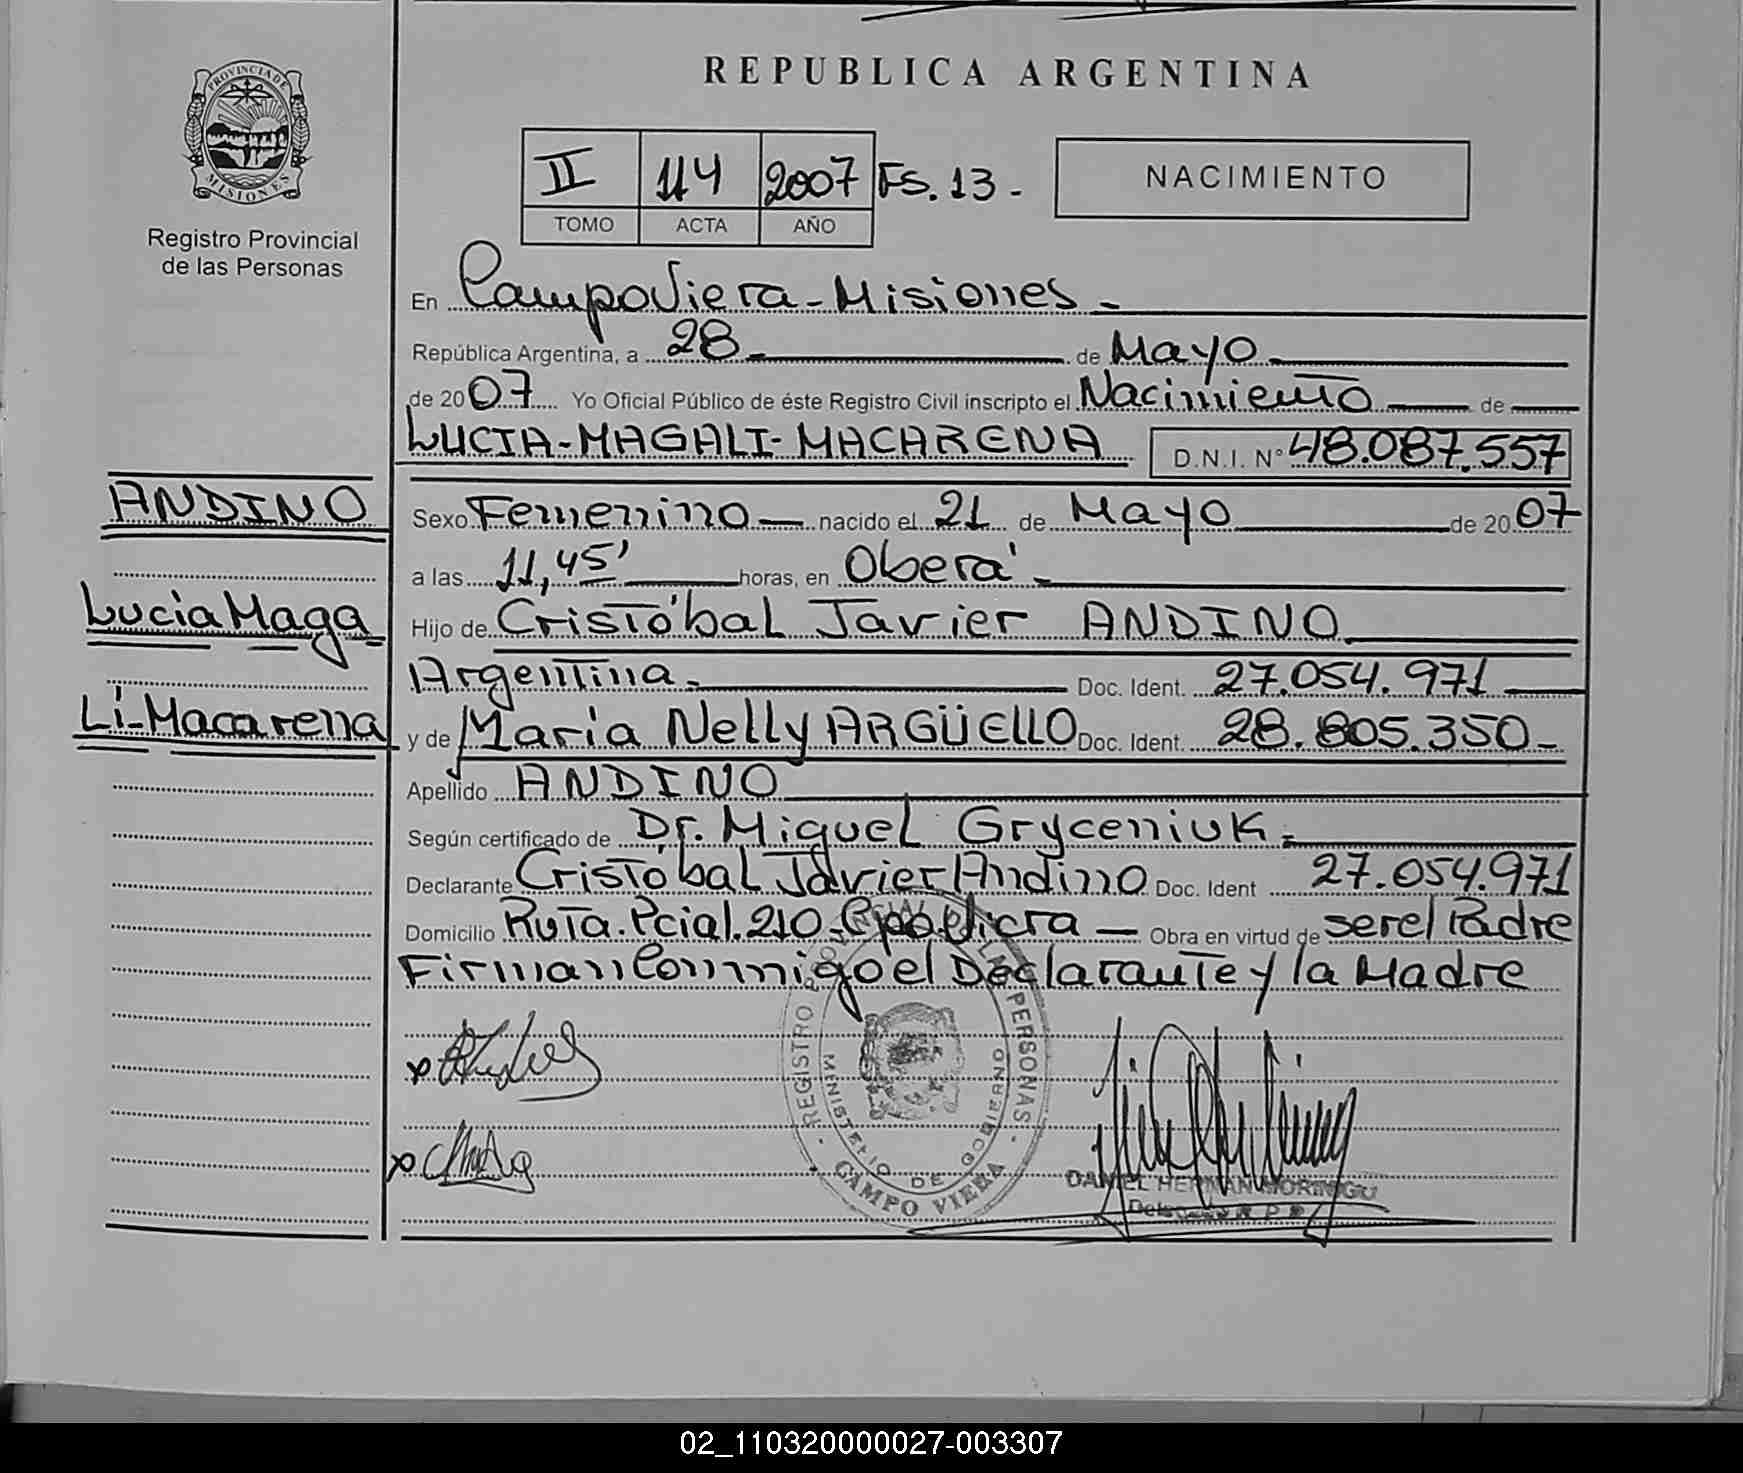 PROVINCIA DE
MISIONES
Registro Provincial
de las Personas
REPUBLICA ARGENTINA
II 114 2007 Fs. 13 -
TOMO ACTA AÑO
NACIMIENTO
En Campo Viera - Misiones -
República Argentina, a 28 - de Mayo
de 2007 Yo Oficial Público de éste Registro Civil inscripto el Nacimiento de
LUCIA-MAGALI-MACARENA D.N.I. N° 48.087.557
ANDINO
Lucia Maga
Li-Macarena
Sexo Femenino nacido el 21 de Mayo de 2007
a las 11,45' horas, en Oberá -
Hijo de Cristóbal Javier ANDINO
Argentina - Doc. Ident. 27.054.971
y de María Nelly ARGÜELLO Doc. Ident. 28.805.350-
Apellido ANDINO
Según certificado de Dr. Miguel Gryceniuk -
Declarante Cristóbal Javier Andino Doc. Ident 27.054.971
Domicilio Ruta. Pcial. 210 - Cpo Viera - Obra en virtud de ser el Padre
Firman Conmigo el Declarante y la Madre
REGISTRO PROVINCIAL DE LAS PERSONAS
MINISTERIO DE GOBIERNO
CAMPO VIERA
DANIEL HERNAN MORINIGO
02_110320000027-003307